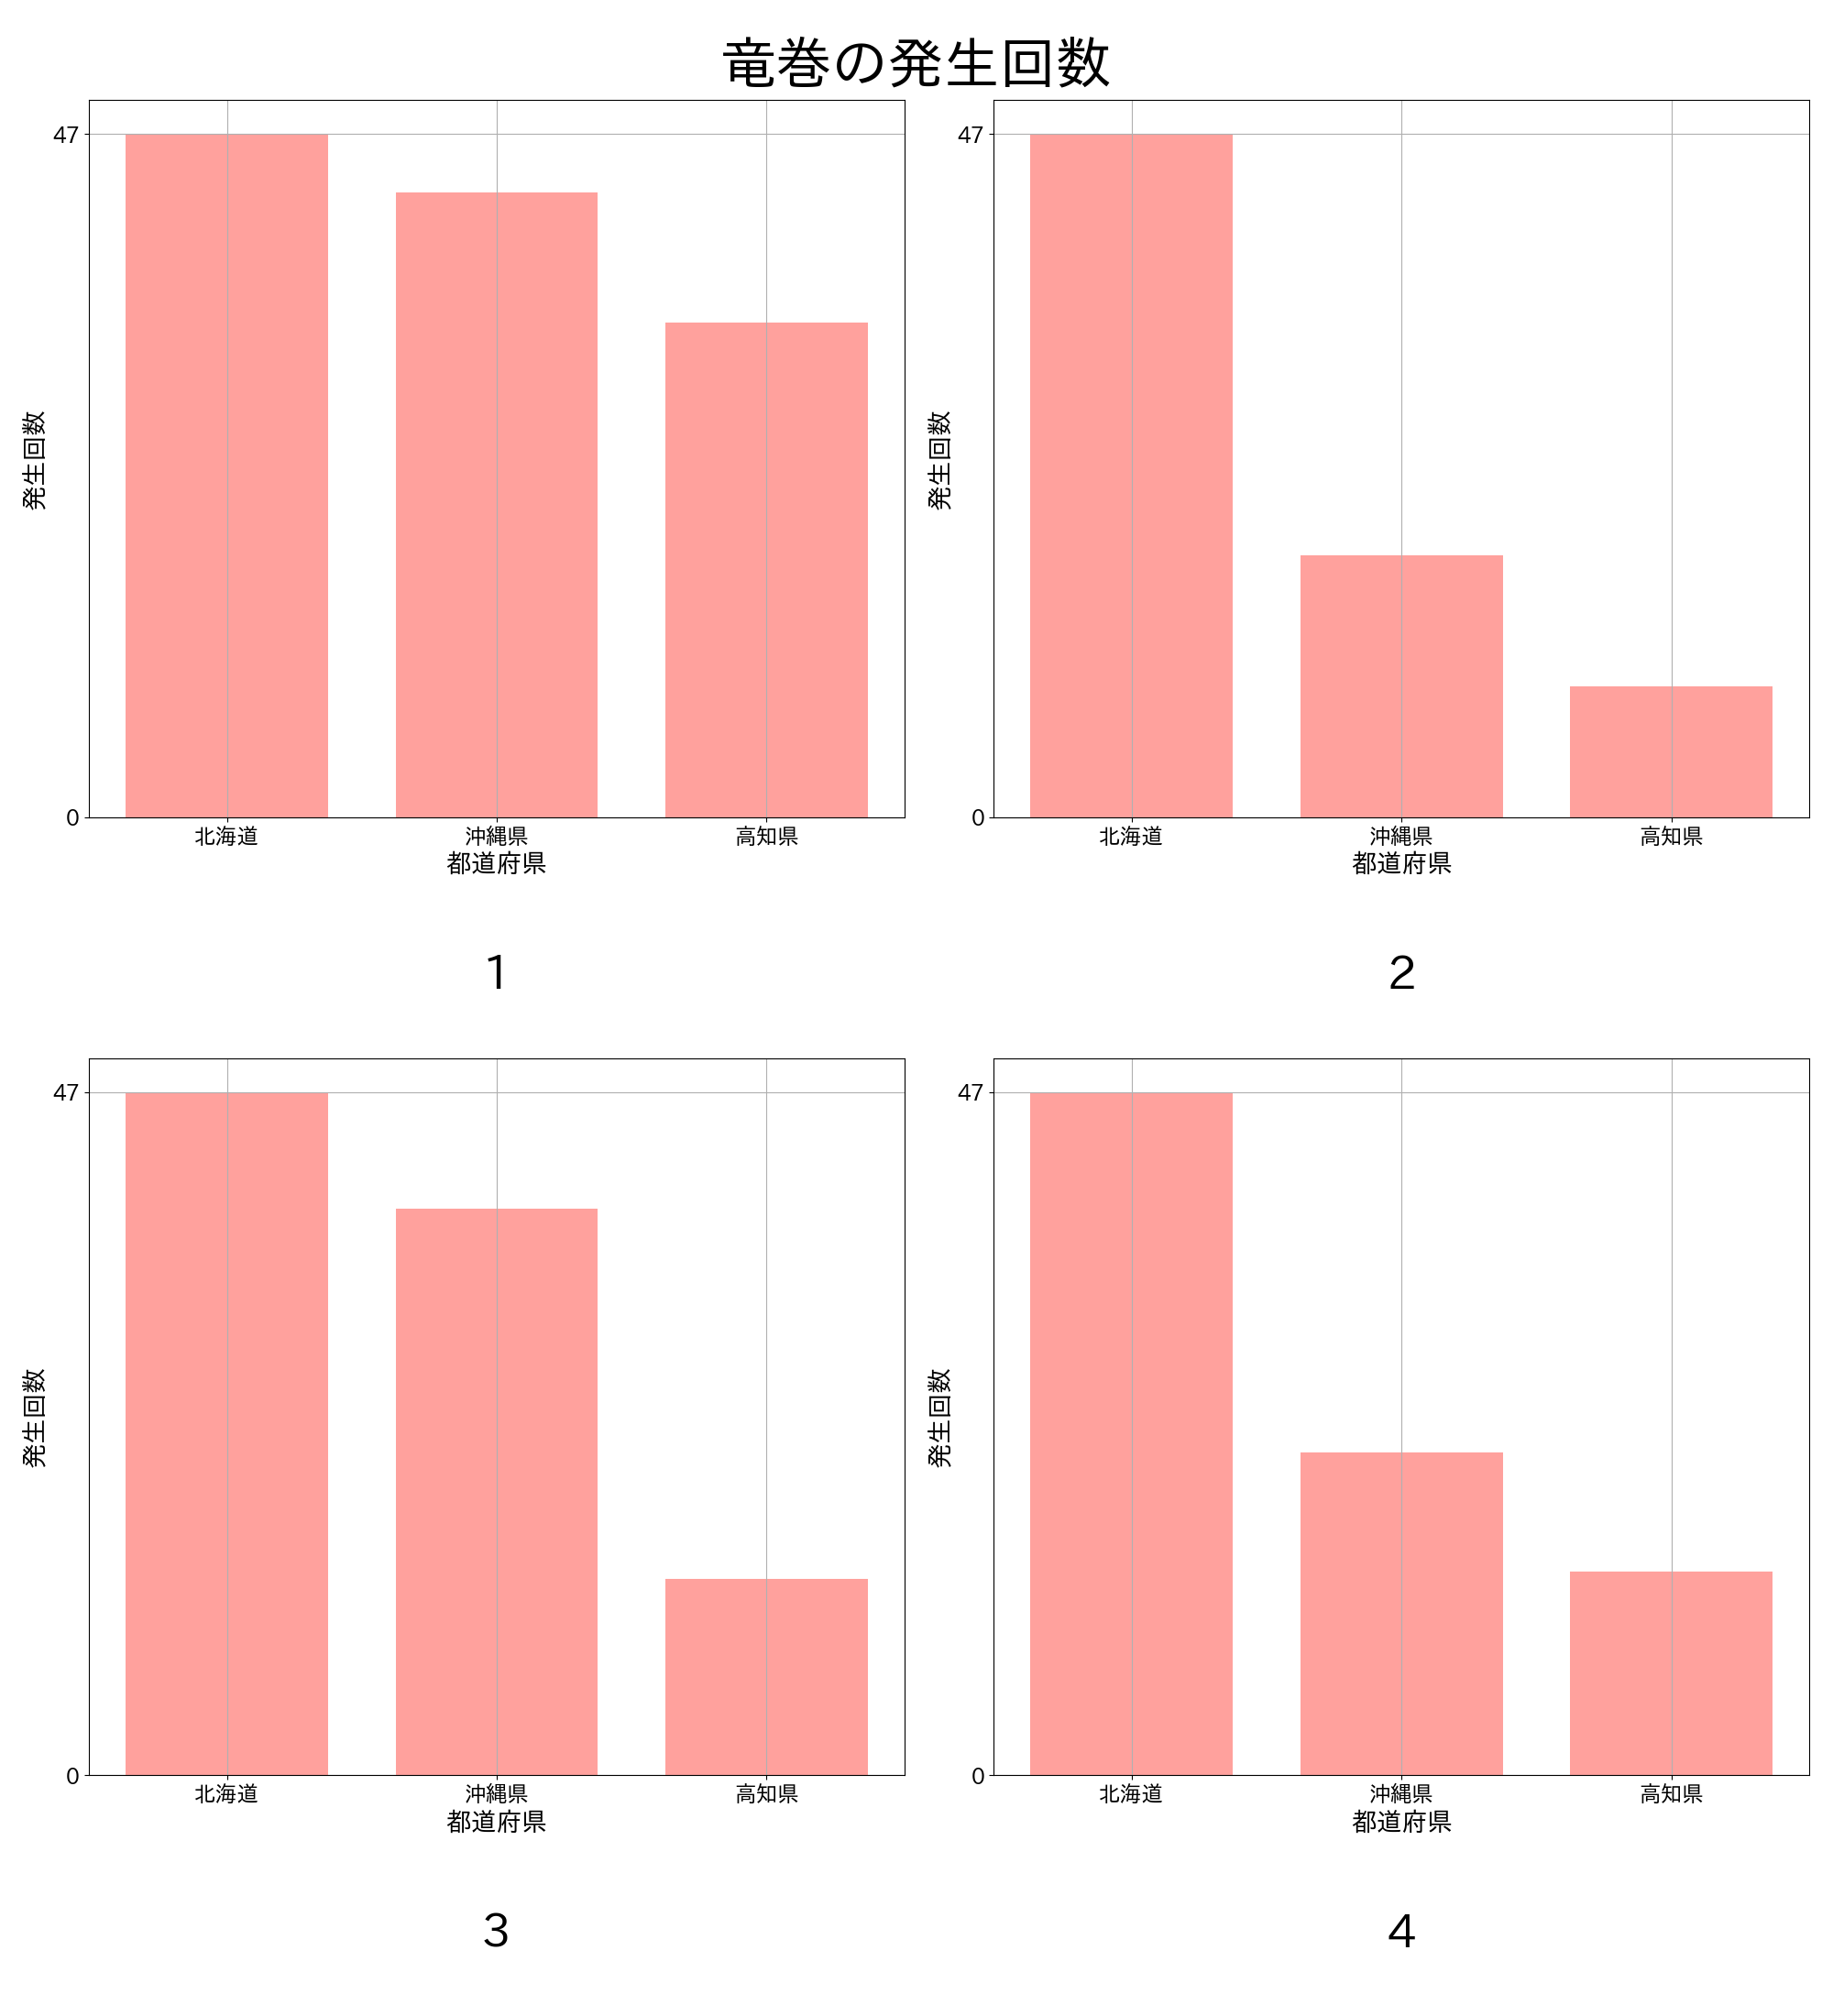 竜巻の発生回数
47
0
発生回数
北海道 沖縄県 高知県
都道府県
1
47
0
発生回数
北海道 沖縄県 高知県
都道府県
2
47
0
発生回数
北海道 沖縄県 高知県
都道府県
3
47
0
発生回数
北海道 沖縄県 高知県
都道府県
4